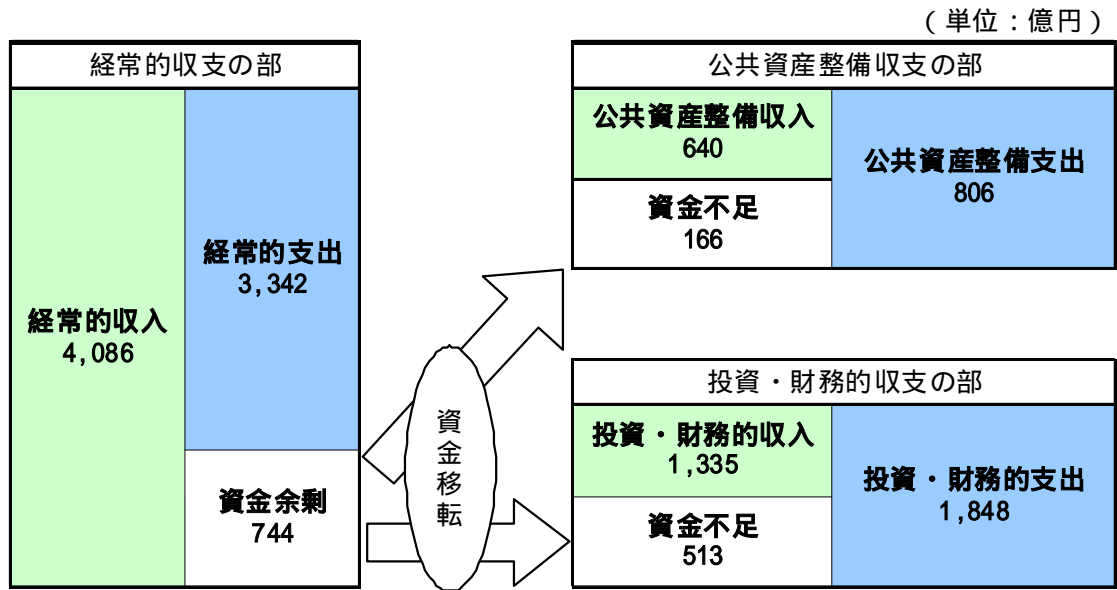 （単位：億円）
経常的収支の部
経常的収入
4,086
経常的支出
3,342
資金余剰
744
資金移転
公共資産整備収支の部
公共資産整備収入
640
資金不足
166
公共資産整備支出
806
投資・財務的収支の部
投資・財務的収入
1,335
資金不足
513
投資・財務的支出
1,848